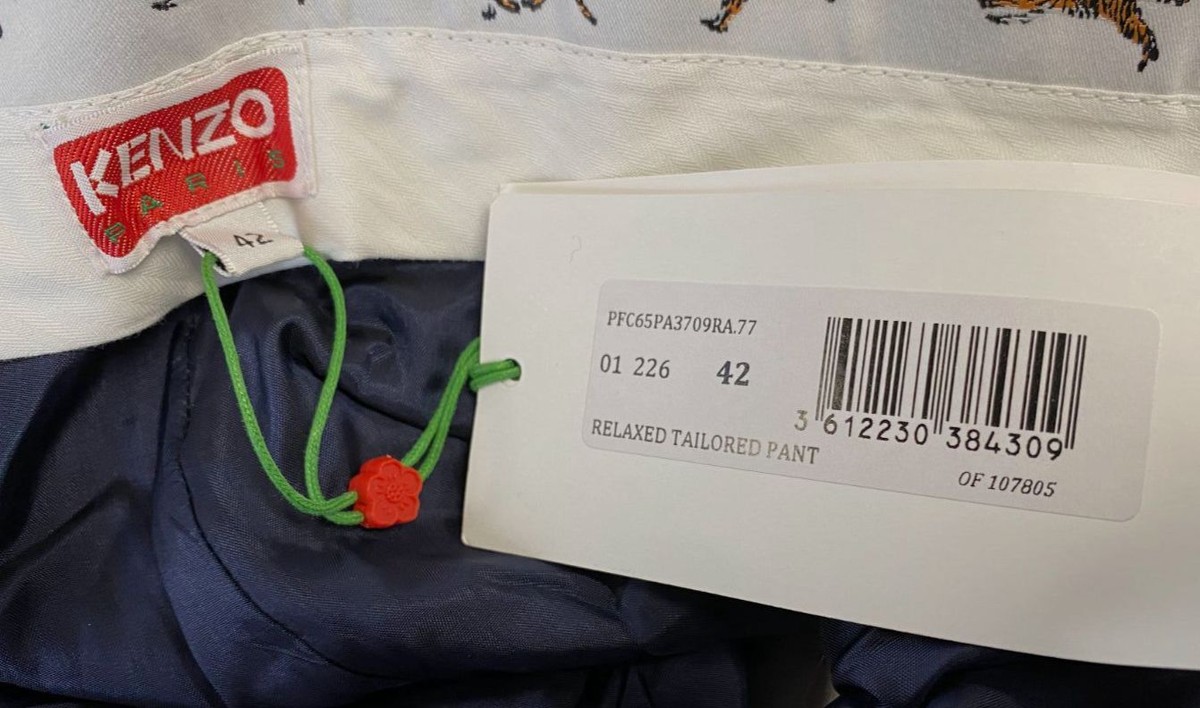 KENZO
PARIS
42
PFC65PA3709RA.77
01 226 42
RELAXED TAILORED PANT
3 612230 384309
OF 107805